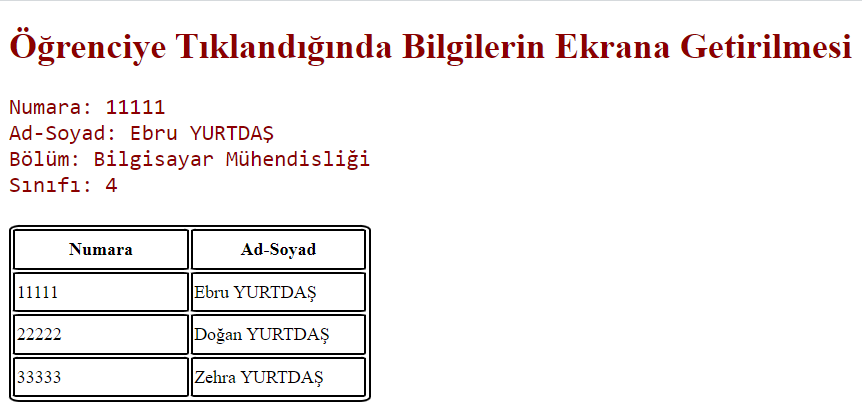 Öğrenciye Tıklandığında Bilgilerin Ekrana Getirilmesi
Numara: 11111
Ad-Soyad: Ebru YURTDAŞ
Bölüm: Bilgisayar Mühendisliği
Sınıfı: 4
Numara Ad-Soyad
11111 Ebru YURTDAŞ
22222 Doğan YURTDAŞ
33333 Zehra YURTDAŞ